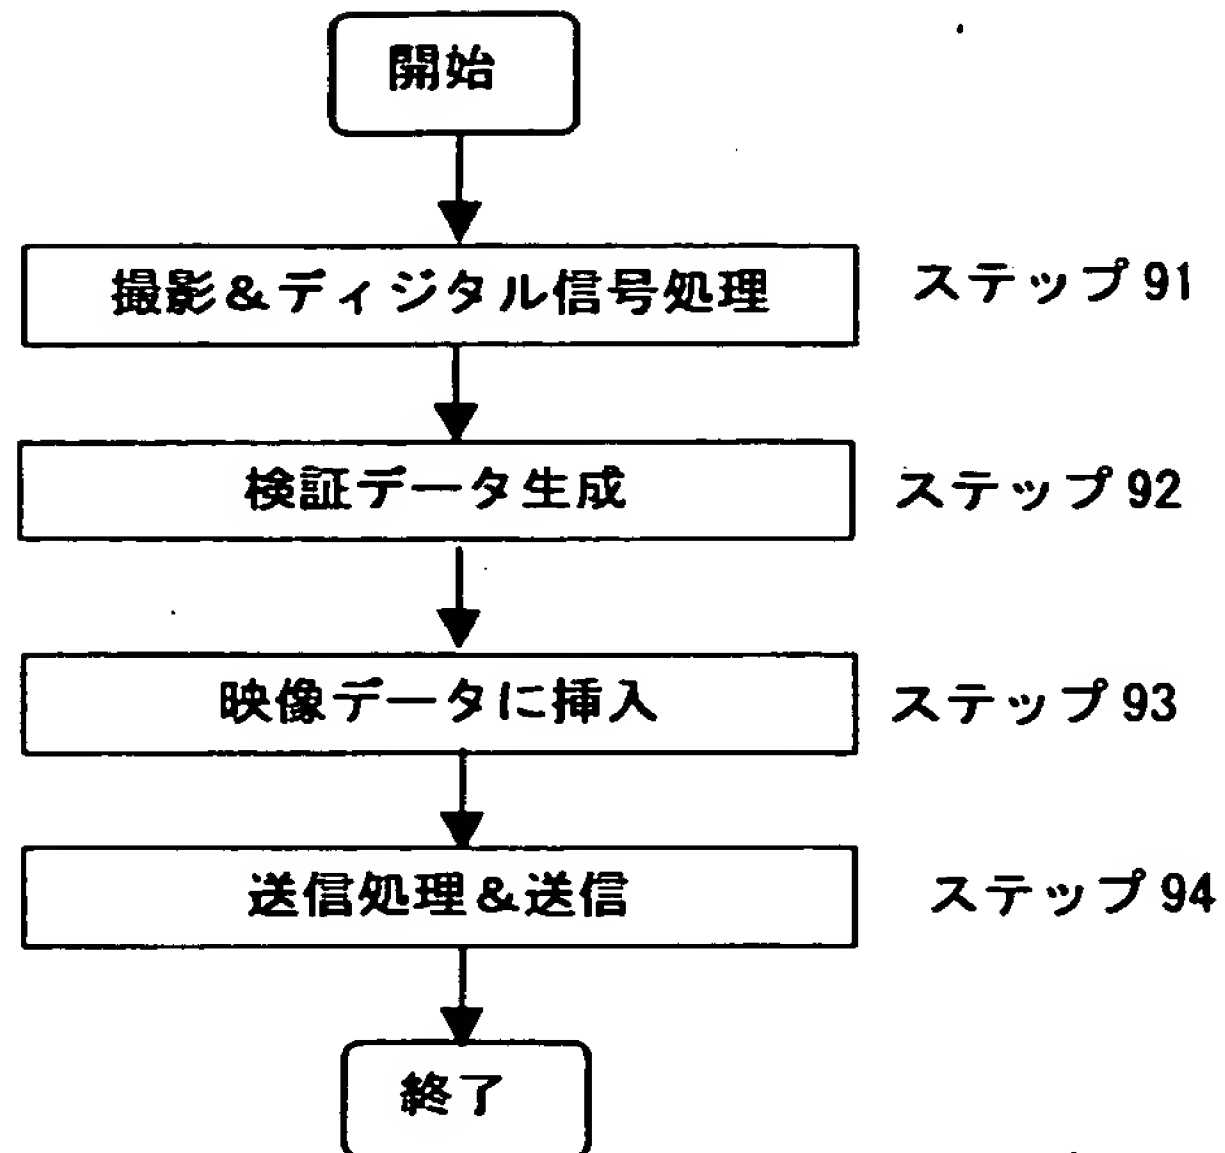 開始
撮影&ディジタル信号処理 ステップ91
検証データ生成 ステップ92
映像データに挿入 ステップ93
送信処理&送信 ステップ94
終了